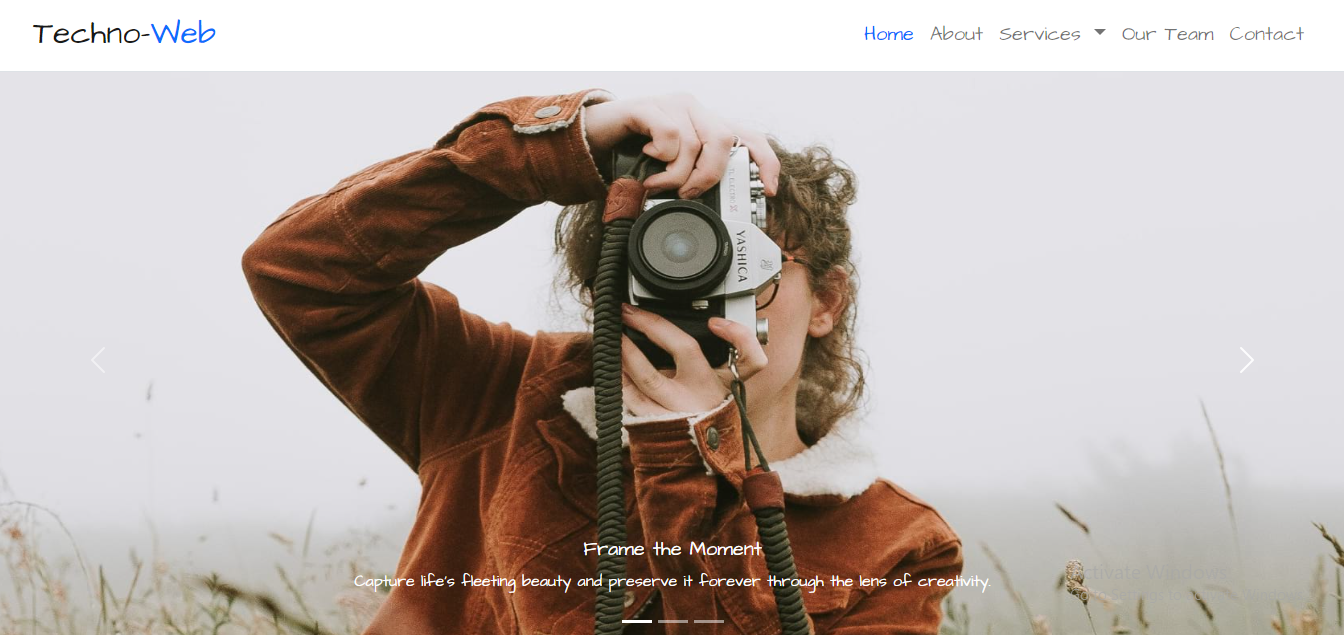 Techno-Web
Home About Services Our Team Contact
YASHICA
Frame the Moment
Capture life's fleeting beauty and preserve it forever through the lens of creativity.
Activate Windows